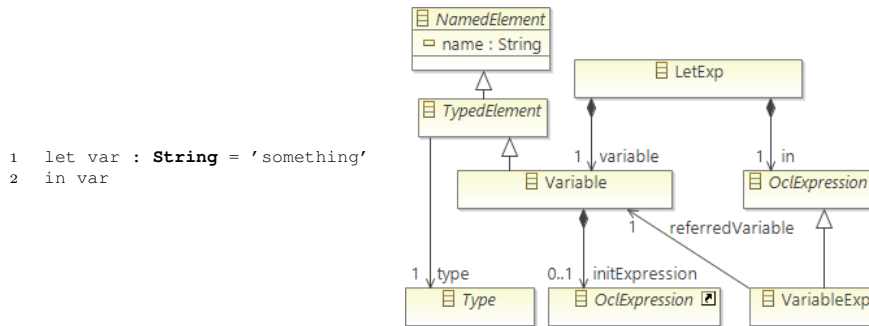 1 let var : String = 'something'
2 in var
NamedElement
name : String
LetExp
TypedElement
1 variable
1 in
Variable
OclExpression
1 referredVariable
1 type
0..1 initExpression
Type
OclExpression
VariableExp